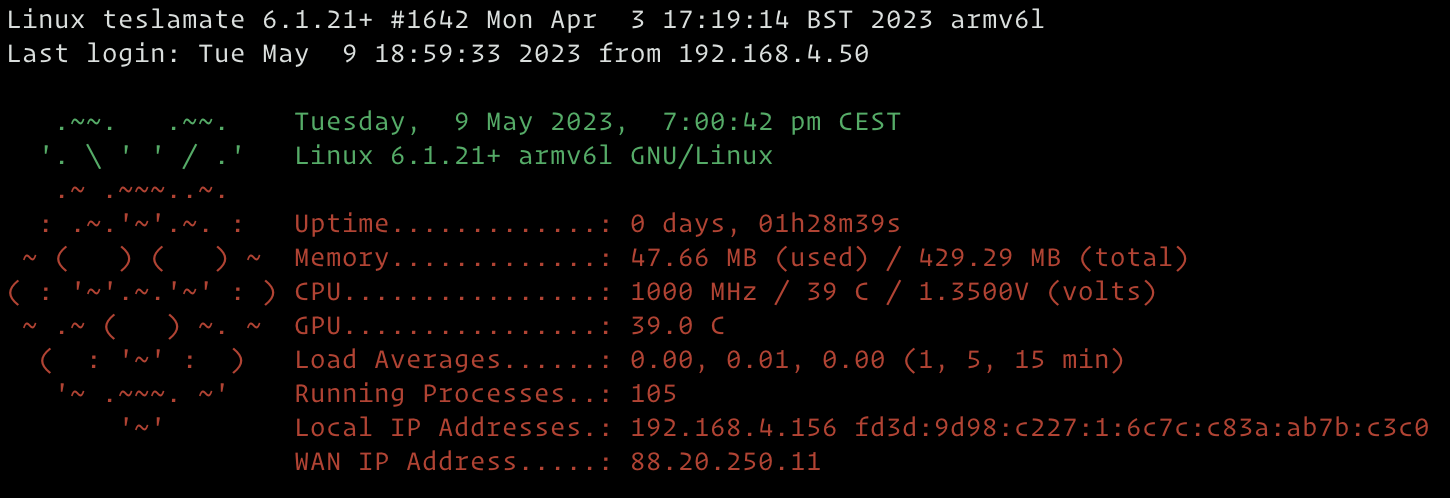 Linux teslamate 6.1.21+ #1642 Mon Apr  3 17:19:14 BST 2023 armv6l
Last login: Tue May  9 18:59:33 2023 from 192.168.4.50

   .~~.   .~~.    Tuesday,  9 May 2023,  7:00:42 pm CEST
  '. \ ' ' / .'   Linux 6.1.21+ armv6l GNU/Linux
   .~ .~~~..~.
  : .~.'~'.~. :   Uptime.............: 0 days, 01h28m39s
 ~ (   ) (   ) ~  Memory.............: 47.66 MB (used) / 429.29 MB (total)
( : '~'.~.'~' : ) CPU................: 1000 MHz / 39 C / 1.3500V (volts)
 ~ .~ (   ) ~. ~  GPU................: 39.0 C
  (  : '~' :  )   Load Averages......: 0.00, 0.01, 0.00 (1, 5, 15 min)
   '~ .~~~. ~'    Running Processes..: 105
       '~'        Local IP Addresses.: 192.168.4.156 fd3d:9d98:c227:1:6c7c:c83a:ab7b:c3c0
                  WAN IP Address.....: 88.20.250.11